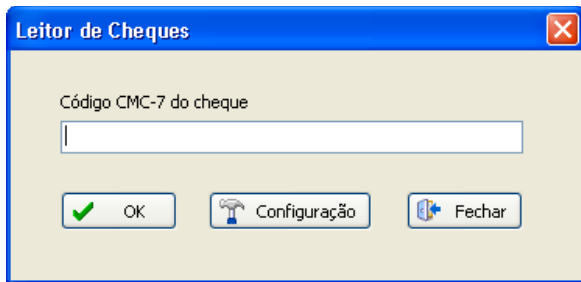 Leitor de Cheques
Código CMC-7 do cheque
OK Configuração Fechar